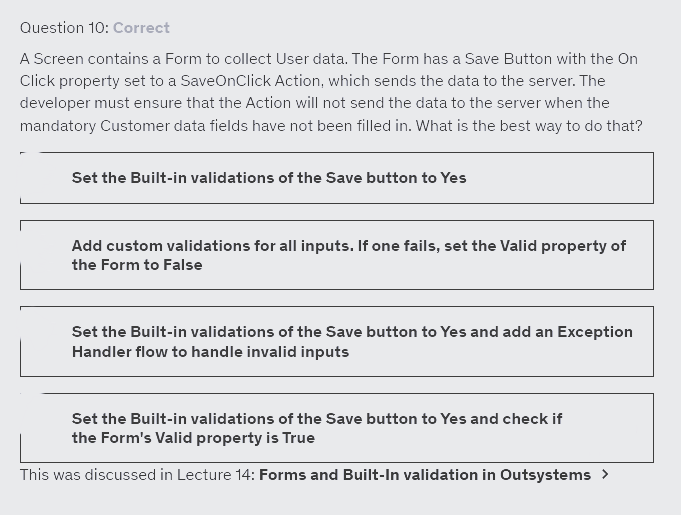 Question 10: Correct
A Screen contains a Form to collect User data. The Form has a Save Button with the On
Click property set to a SaveOnClick Action, which sends the data to the server. The
developer must ensure that the Action will not send the data to the server when the
mandatory Customer data fields have not been filled in. What is the best way to do that?
Set the Built-in validations of the Save button to Yes
Add custom validations for all inputs. If one fails, set the Valid property of
the Form to False
Set the Built-in validations of the Save button to Yes and add an Exception
Handler flow to handle invalid inputs
Set the Built-in validations of the Save button to Yes and check if
the Form's Valid property is True
This was discussed in Lecture 14: Forms and Built-In validation in Outsystems >